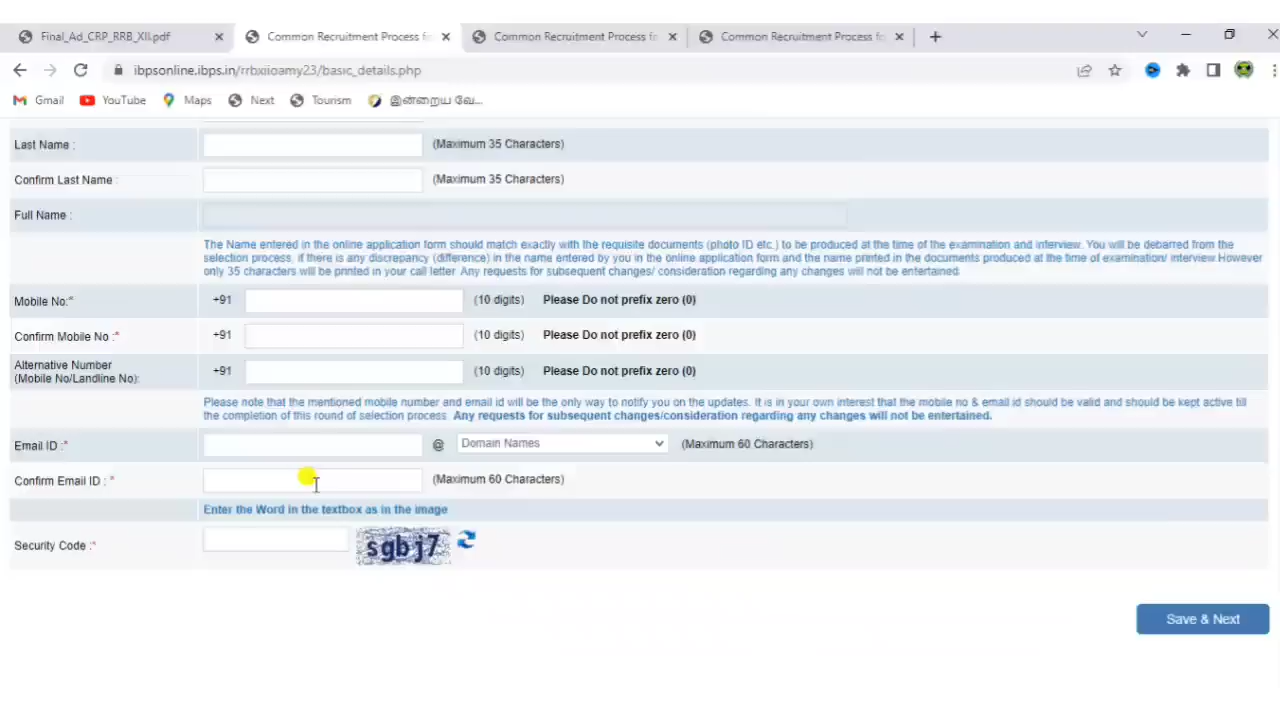 Final_Ad_CRP_RRB_XII.pdf
Common Recruitment Process for
Common Recruitment Process fo
Common Recruitment Process for
ibpsonline.ibps.in/rrbxiioamy23/basic_details.php
Gmail YouTube Maps Next Tourism இன்றைய வே...
Last Name : (Maximum 35 Characters)
Confirm Last Name : (Maximum 35 Characters)
Full Name :
The Name entered in the online application form should match exactly with the requisite documents (photo ID etc.) to be produced at the time of the examination and interview. You will be debarred from the
selection process, if there is any discrepancy (difference) in the name entered by you in the online application form and the name printed in the documents produced at the time of examination/ interview.However
only 35 characters will be printed in your call letter. Any requests for subsequent changes/ consideration regarding any changes will not be entertained.
Mobile No:* +91 (10 digits) Please Do not prefix zero (0)
Confirm Mobile No :* +91 (10 digits) Please Do not prefix zero (0)
Alternative Number
(Mobile No/Landline No): +91 (10 digits) Please Do not prefix zero (0)
Please note that the mentioned mobile number and email id will be the only way to notify you on the updates. It is in your own interest that the mobile no & email id should be valid and should be kept active till
the completion of this round of selection process. Any requests for subsequent changes/consideration regarding any changes will not be entertained.
Email ID :* @ Domain Names (Maximum 60 Characters)
Confirm Email ID : * (Maximum 60 Characters)
Enter the Word in the textbox as in the image
Security Code :* sgbj7
Save & Next